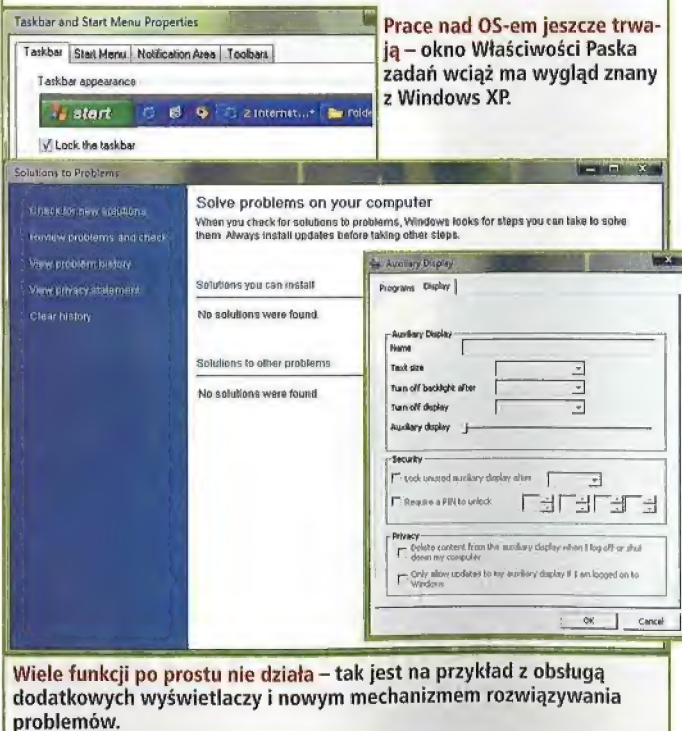 Taskbar and Start Menu Properties
Taskbar Start Menu Notification Area Toolbars
Taskbar appearance
start 2 Internet... Folde
Lock the taskbar
Prace nad OS-em jeszcze trwa-
ją – okno Właściwości Paska
zadań wciąż ma wygląd znany
z Windows XP.
Solutions to Problems
Check for new solutions
Review problems and check
View problem history
View privacy statement
Clear history
Solve problems on your computer
When you check for solutions to problems, Windows looks for steps you can take to solve
them. Always install updates before taking other steps.
Solutions you can install
No solutions were found
Solutions to other problems
No solutions were found
Auxiliary Display
Programs Display
Auxiliary Display
Name
Text size
Turn off backlight after
Turn off display
Auxiliary display
Security
Lock unused auxiliary display after
Require a PIN to unlock
Privacy
Delete content from the auxiliary display when I log off or shut
down my computer
Only allow updates to my auxiliary display if I am logged on to
Windows
OK Cancel
Wiele funkcji po prostu nie działa – tak jest na przykład z obsługą
dodatkowych wyświetlaczy i nowym mechanizmem rozwiązywania
problemów.